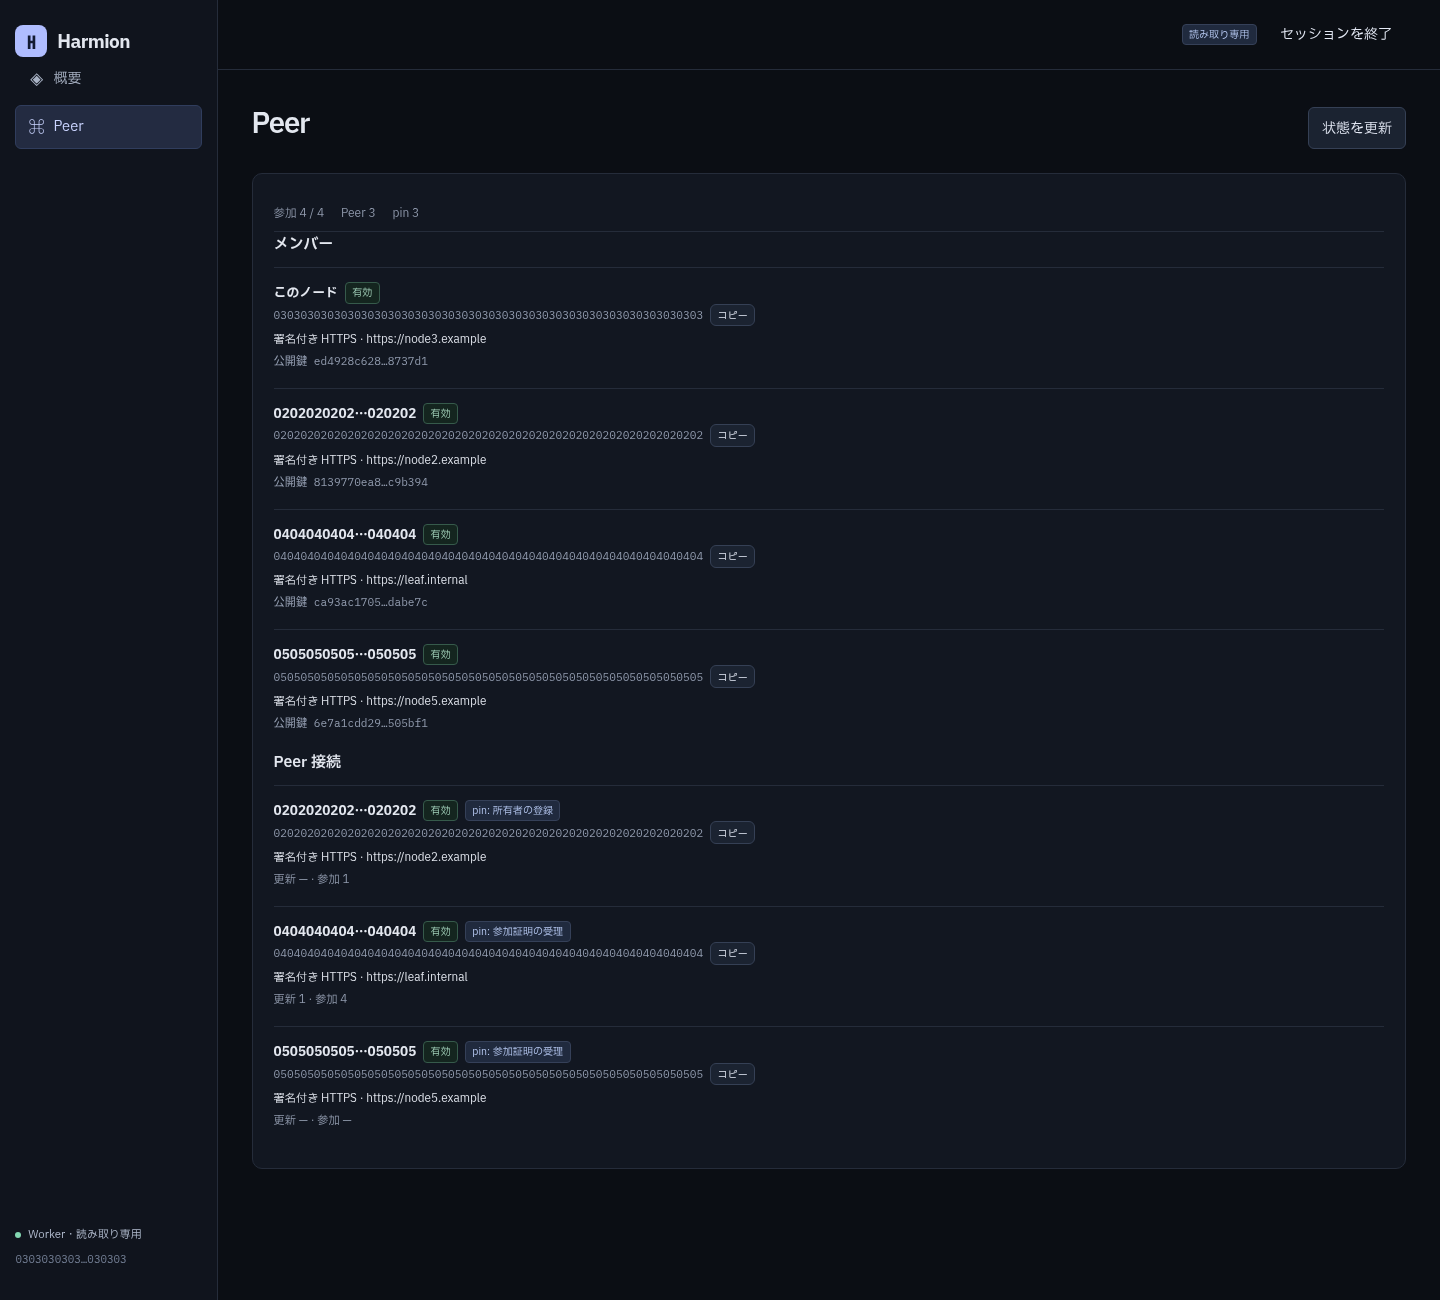 H Harmion
◈ 概要
⌘ Peer
読み取り専用 セッションを終了
Peer
状態を更新
参加 4 / 4 Peer 3 pin 3
メンバー
このノード 有効
0303030303030303030303030303030303030303030303030303030303030303 コピー
署名付き HTTPS · https://node3.example
公開鍵 ed4928c628…8737d1
0202020202…020202 有効
0202020202020202020202020202020202020202020202020202020202020202 コピー
署名付き HTTPS · https://node2.example
公開鍵 8139770ea8…c9b394
0404040404…040404 有効
0404040404040404040404040404040404040404040404040404040404040404 コピー
署名付き HTTPS · https://leaf.internal
公開鍵 ca93ac1705…dabe7c
0505050505…050505 有効
0505050505050505050505050505050505050505050505050505050505050505 コピー
署名付き HTTPS · https://node5.example
公開鍵 6e7a1cdd29…505bf1
Peer 接続
0202020202…020202 有効 pin: 所有者の登録
0202020202020202020202020202020202020202020202020202020202020202 コピー
署名付き HTTPS · https://node2.example
更新 — · 参加 1
0404040404…040404 有効 pin: 参加証明の受理
0404040404040404040404040404040404040404040404040404040404040404 コピー
署名付き HTTPS · https://leaf.internal
更新 1 · 参加 4
0505050505…050505 有効 pin: 参加証明の受理
0505050505050505050505050505050505050505050505050505050505050505 コピー
署名付き HTTPS · https://node5.example
更新 — · 参加 —
Worker · 読み取り専用
0303030303…030303